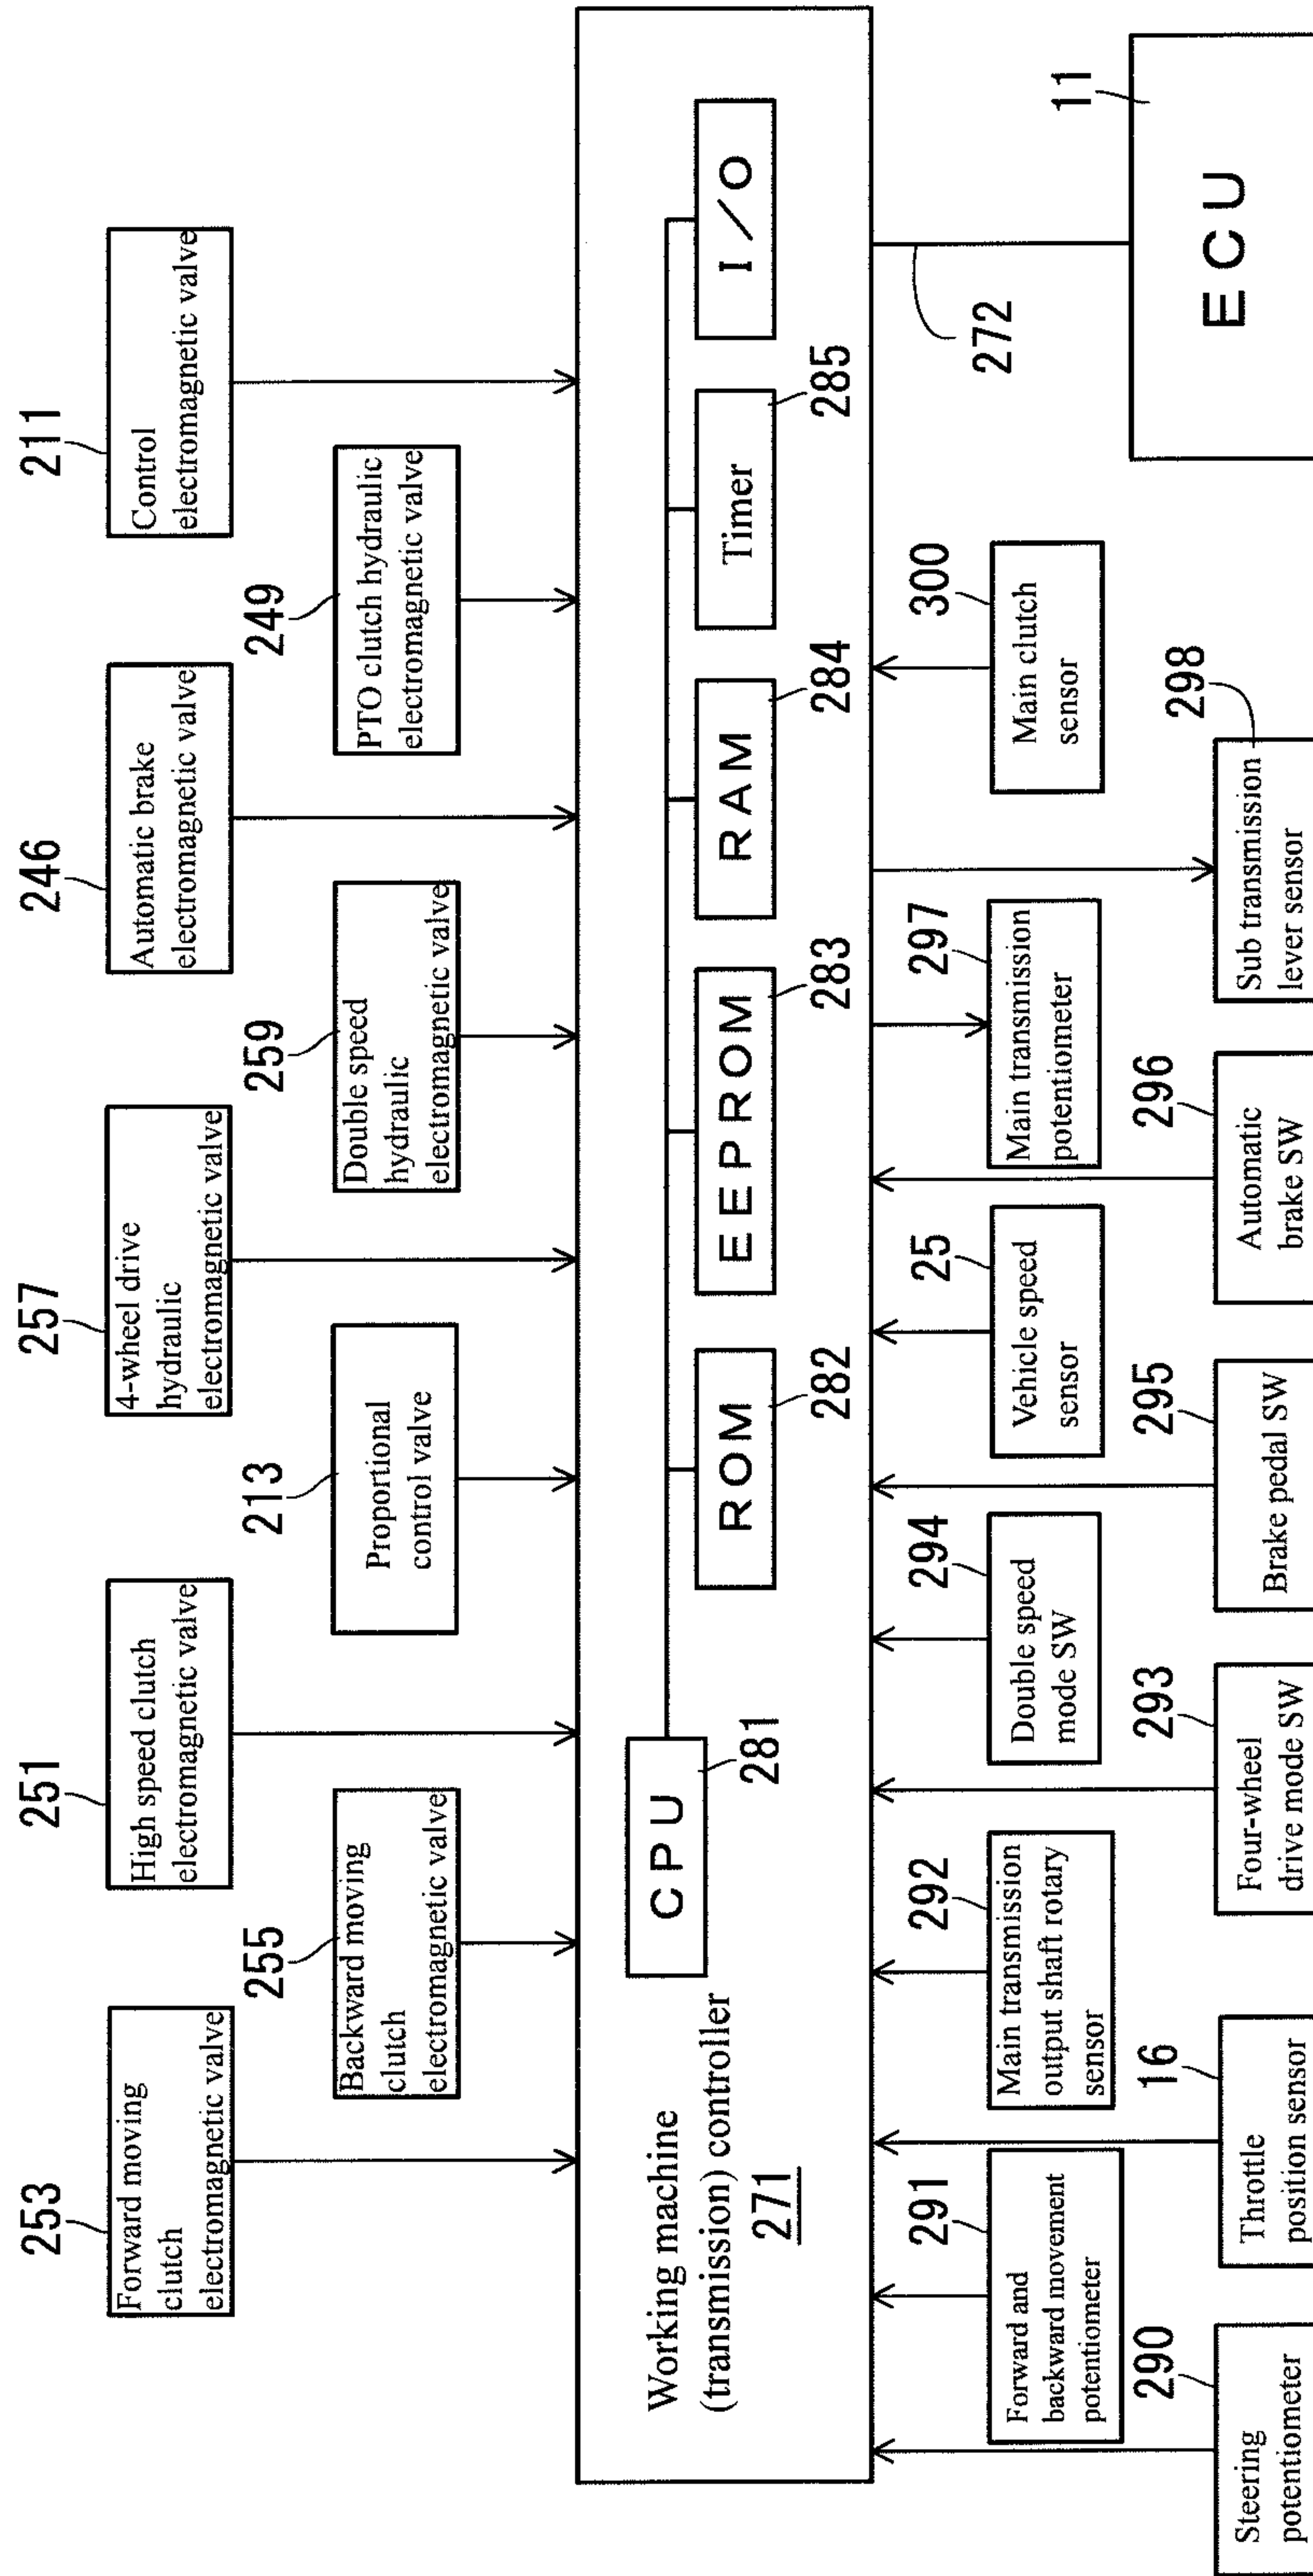 211
Control
electromagnetic valve
249
PTO clutch hydraulic
electromagnetic valve
246
Automatic brake
electromagnetic valve
259
Double speed
hydraulic
electromagnetic valve
257
4-wheel drive
hydraulic
electromagnetic valve
213
Proportional
control valve
251
High speed clutch
electromagnetic valve
255
Backward moving
clutch
electromagnetic valve
253
Forward moving
clutch
electromagnetic valve
Working machine
(transmission) controller
271
CPU
281
ROM
282
EEPROM
283
RAM
284
Timer
285
I/O
272
11
ECU
300
Main clutch
sensor
298
Sub transmission
lever sensor
297
Main transmission
potentiometer
296
Automatic
brake SW
25
Vehicle speed
sensor
295
Brake pedal SW
294
Double speed
mode SW
293
Four-wheel
drive mode SW
292
Main transmission
output shaft rotary
sensor
16
Throttle
position sensor
291
Forward and
backward movement
potentiometer
290
Steering
potentiometer